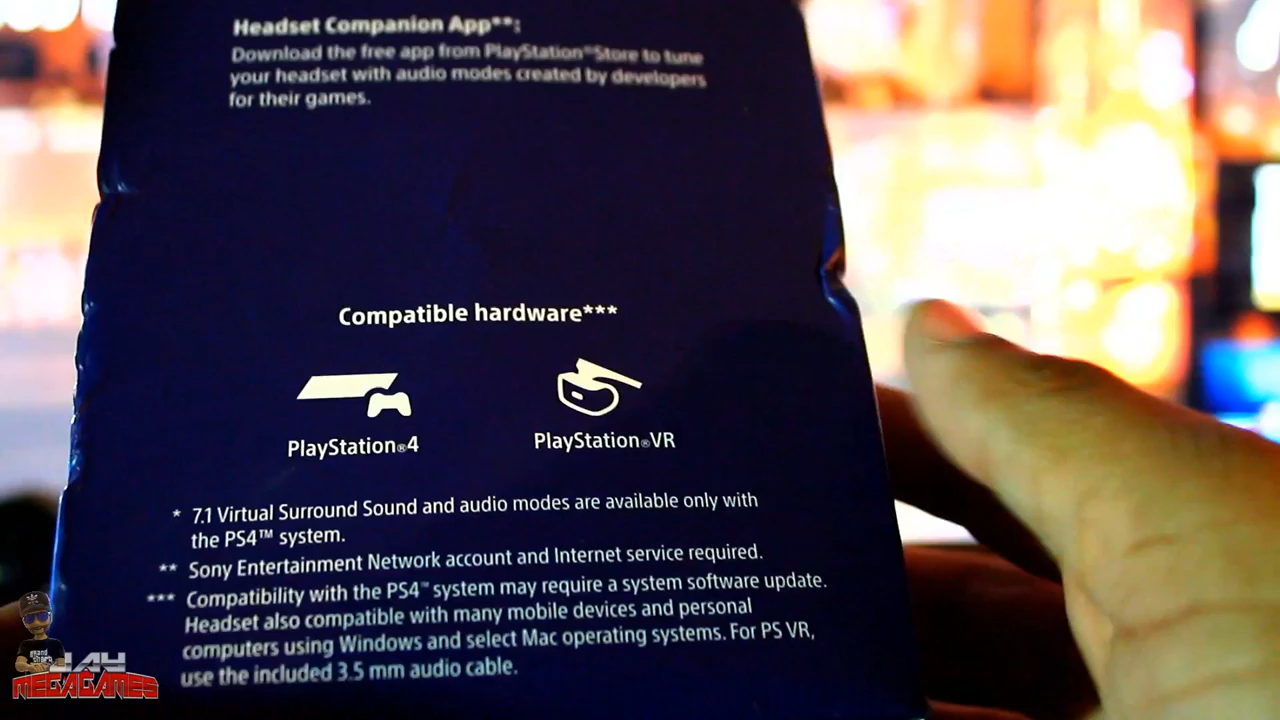 Headset Companion App**:
Download the free app from PlayStation®Store to tune
your headset with audio modes created by developers
for their games.
Compatible hardware***
PlayStation®4
PlayStation®VR
* 7.1 Virtual Surround Sound and audio modes are available only with
the PS4™ system.
** Sony Entertainment Network account and Internet service required.
*** Compatibility with the PS4™ system may require a system software update.
Headset also compatible with many mobile devices and personal
computers using Windows and select Mac operating systems. For PS VR,
use the included 3.5 mm audio cable.
JAY
MEGAGAMES